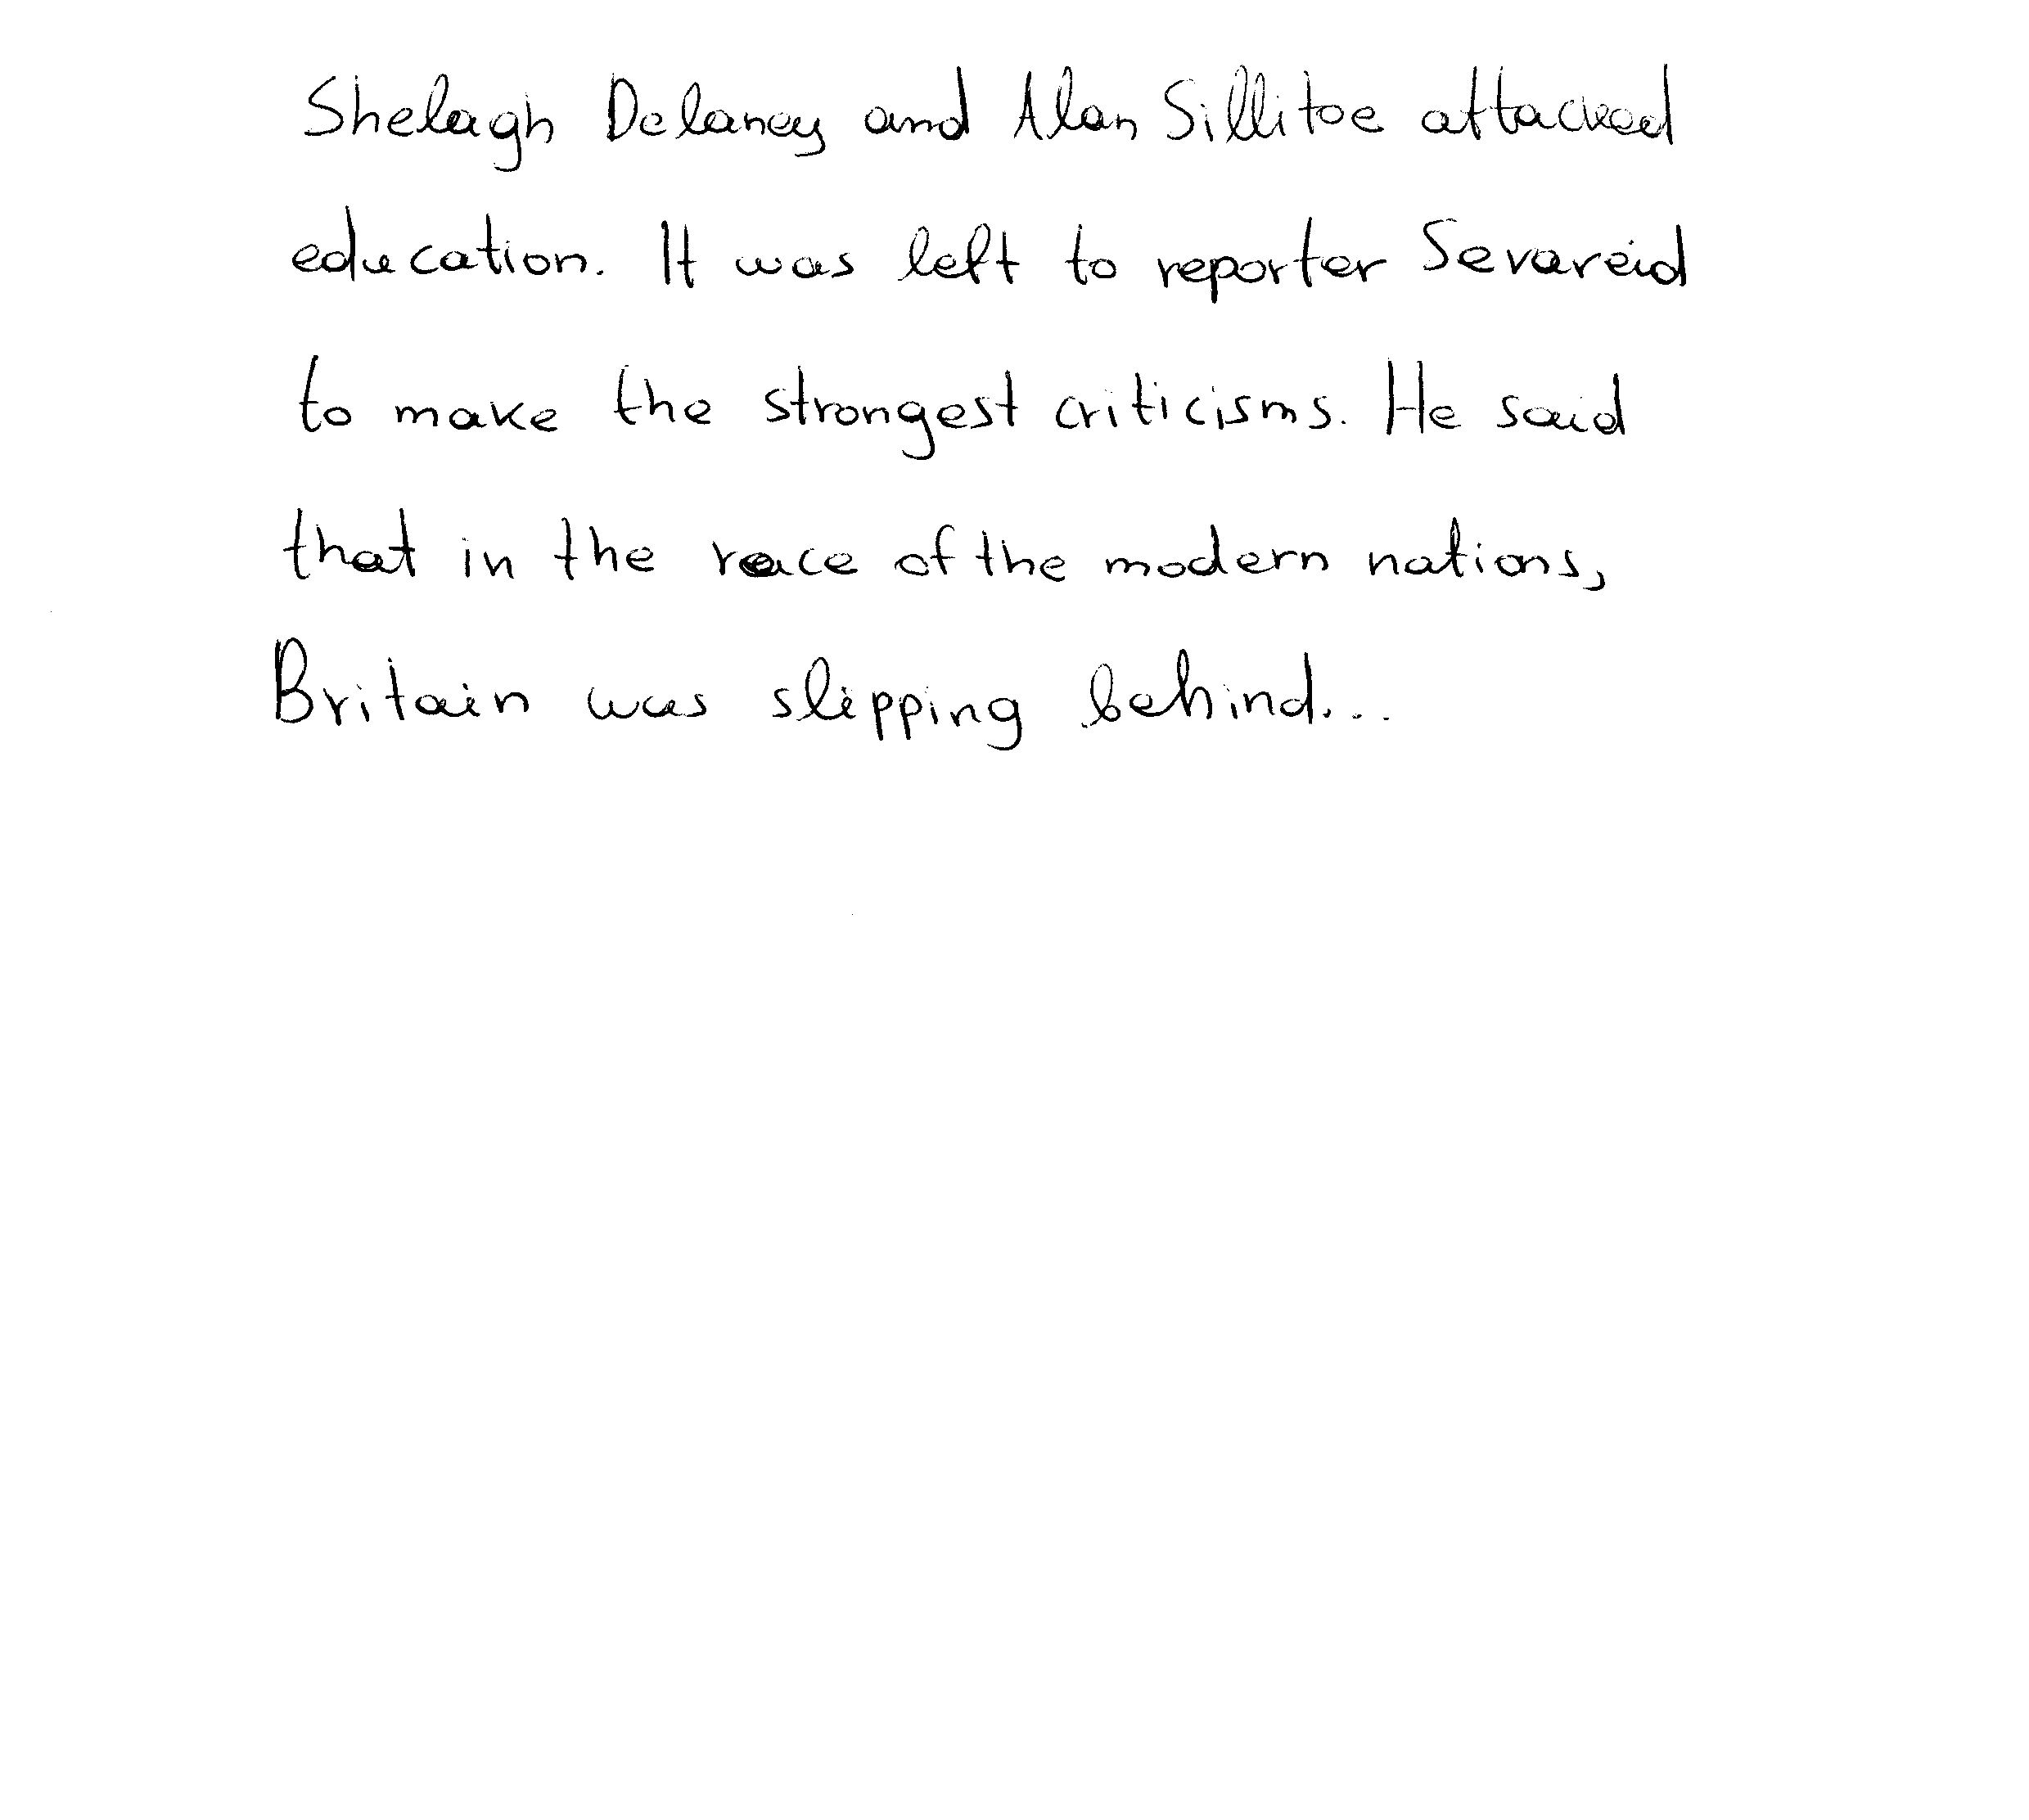 Shelagh Delaney and Alan Sillitoe attacked
education. It was left to reporter Sevareid
to make the strongest criticisms. He said
that in the race of the modern nations,
Britain was slipping behind...